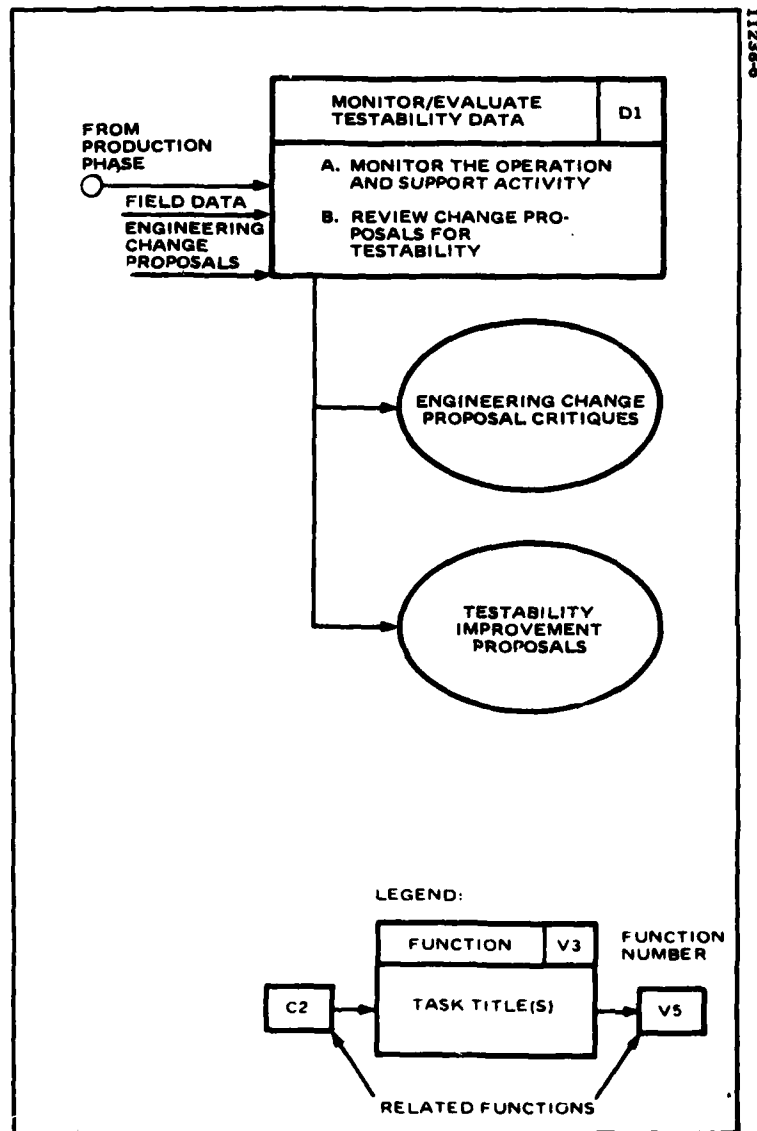 11238-6
MONITOR/EVALUATE
TESTABILITY DATA
D1
FROM
PRODUCTION
PHASE
A. MONITOR THE OPERATION
AND SUPPORT ACTIVITY
FIELD DATA
B. REVIEW CHANGE PRO-
POSALS FOR
TESTABILITY
ENGINEERING
CHANGE
PROPOSALS
ENGINEERING CHANGE
PROPOSAL CRITIQUES
TESTABILITY
IMPROVEMENT
PROPOSALS
LEGEND:
FUNCTION
V3
FUNCTION
NUMBER
C2
TASK TITLE(S)
V5
RELATED FUNCTIONS